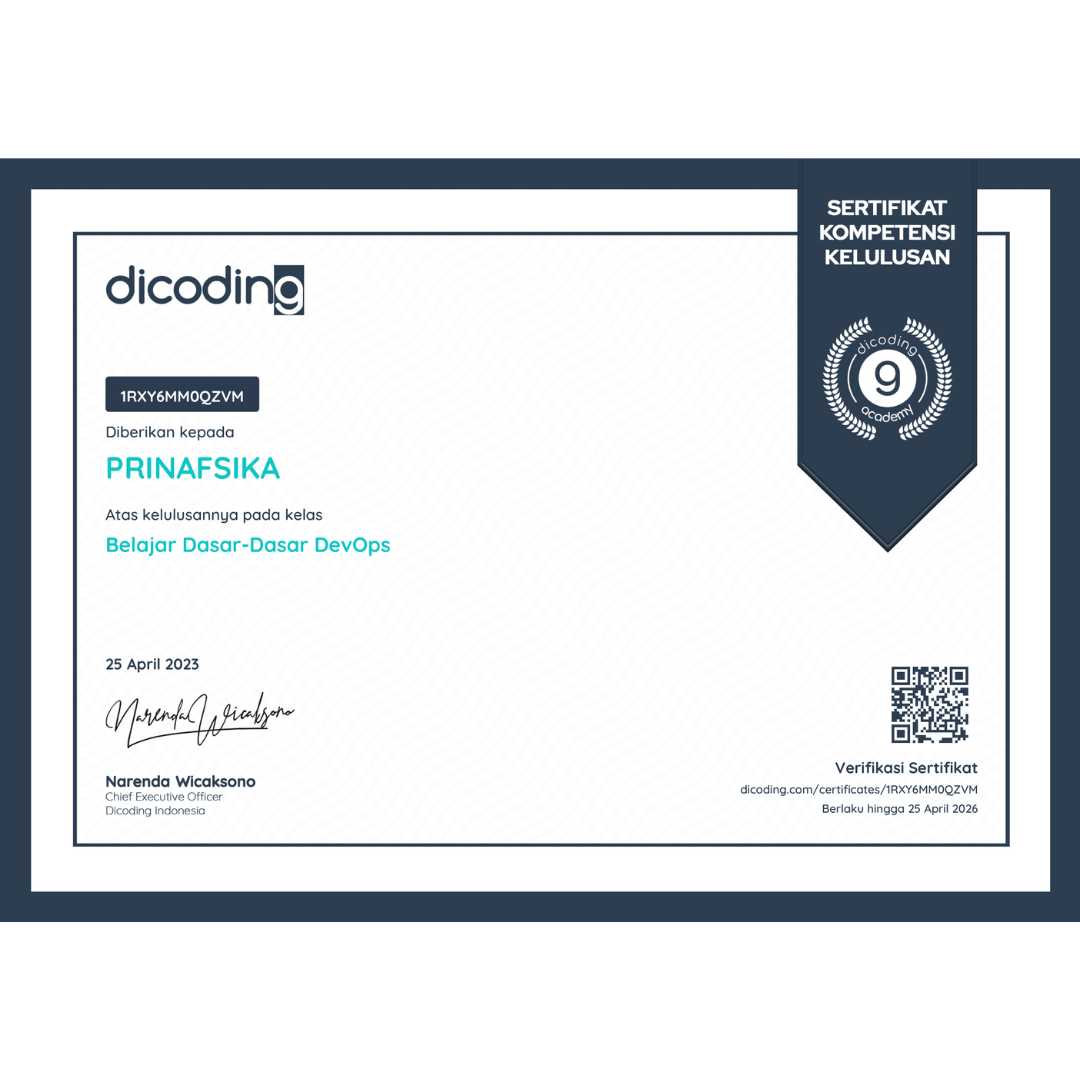 SERTIFIKAT
KOMPETENSI
KELULUSAN
dicoding
dicoding
9
academy
1RXY6MM0QZVM
Diberikan kepada
PRINAFSIKA
Atas kelulusannya pada kelas
Belajar Dasar-Dasar DevOps
25 April 2023
Narenda Wicaksono
Narenda Wicaksono
Chief Executive Officer
Dicoding Indonesia
Verifikasi Sertifikat
dicoding.com/certificates/1RXY6MM0QZVM
Berlaku hingga 25 April 2026